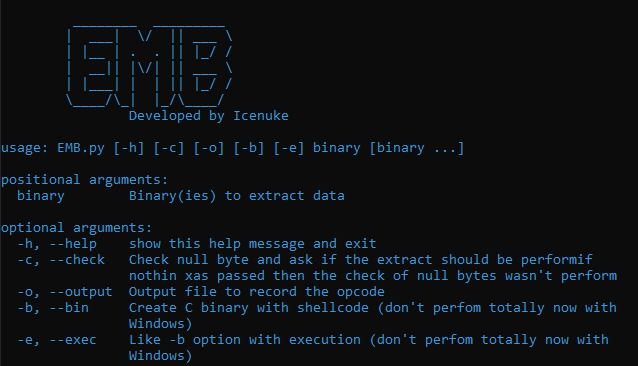 EMB
Developed by Icenuke
usage: EMB.py [-h] [-c] [-o] [-b] [-e] binary [binary ...]
positional arguments:
binary Binary(ies) to extract data
optional arguments:
-h, --help show this help message and exit
-c, --check Check null byte and ask if the extract should be performif
nothin xas passed then the check of null bytes wasn't perform
-o, --output Output file to record the opcode
-b, --bin Create C binary with shellcode (don't perfom totally now with
Windows)
-e, --exec Like -b option with execution (don't perfom totally now with
Windows)